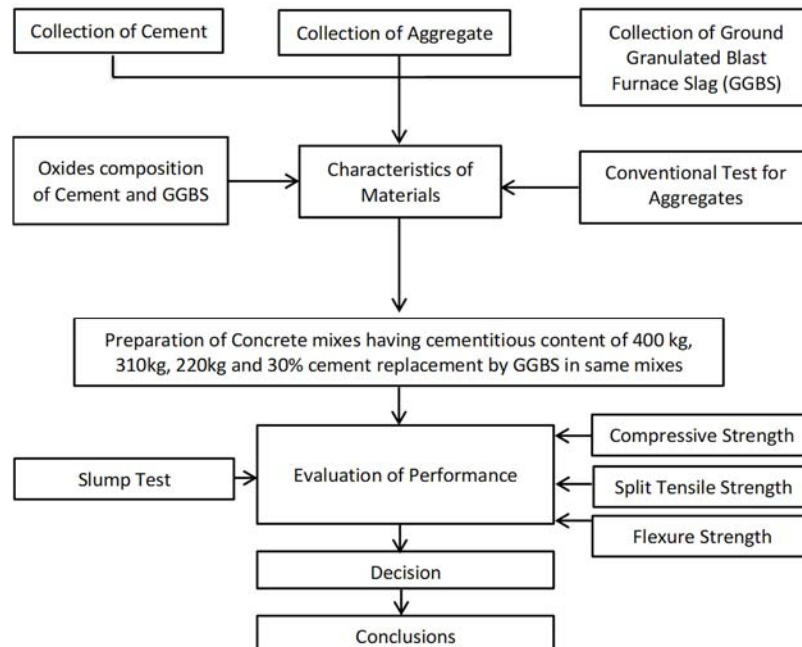 Collection of Cement
Collection of Aggregate
Collection of Ground
Granulated Blast
Furnace Slag (GGBS)
Oxides composition
of Cement and GGBS
Characteristics of
Materials
Conventional Test for
Aggregates
Preparation of Concrete mixes having cementitious content of 400 kg,
310kg, 220kg and 30% cement replacement by GGBS in same mixes
Slump Test
Evaluation of Performance
Compressive Strength
Split Tensile Strength
Flexure Strength
Decision
Conclusions